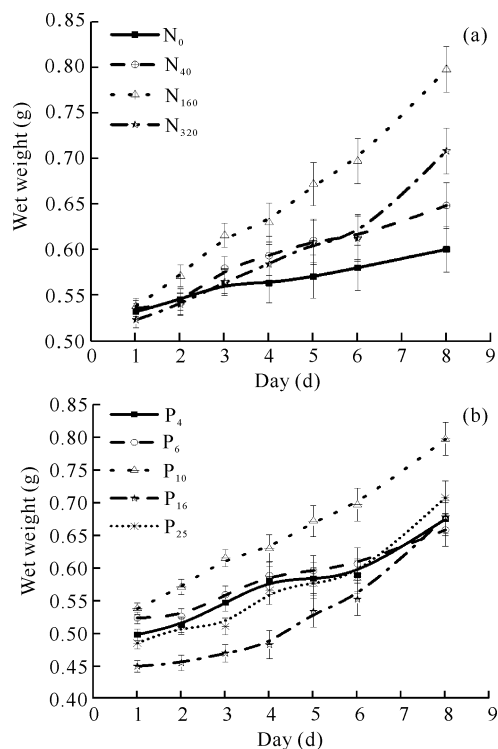 (a)
N₀
N₄₀
N₁₆₀
N₃₂₀
Wet weight (g)
0.85
0.80
0.75
0.70
0.65
0.60
0.55
0.50
0 1 2 3 4 5 6 7 8 9
Day (d)
(b)
P₄
P₆
P₁₀
P₁₆
P₂₅
Wet weight (g)
0.85
0.80
0.75
0.70
0.65
0.60
0.55
0.50
0.45
0.40
0 1 2 3 4 5 6 7 8 9
Day (d)